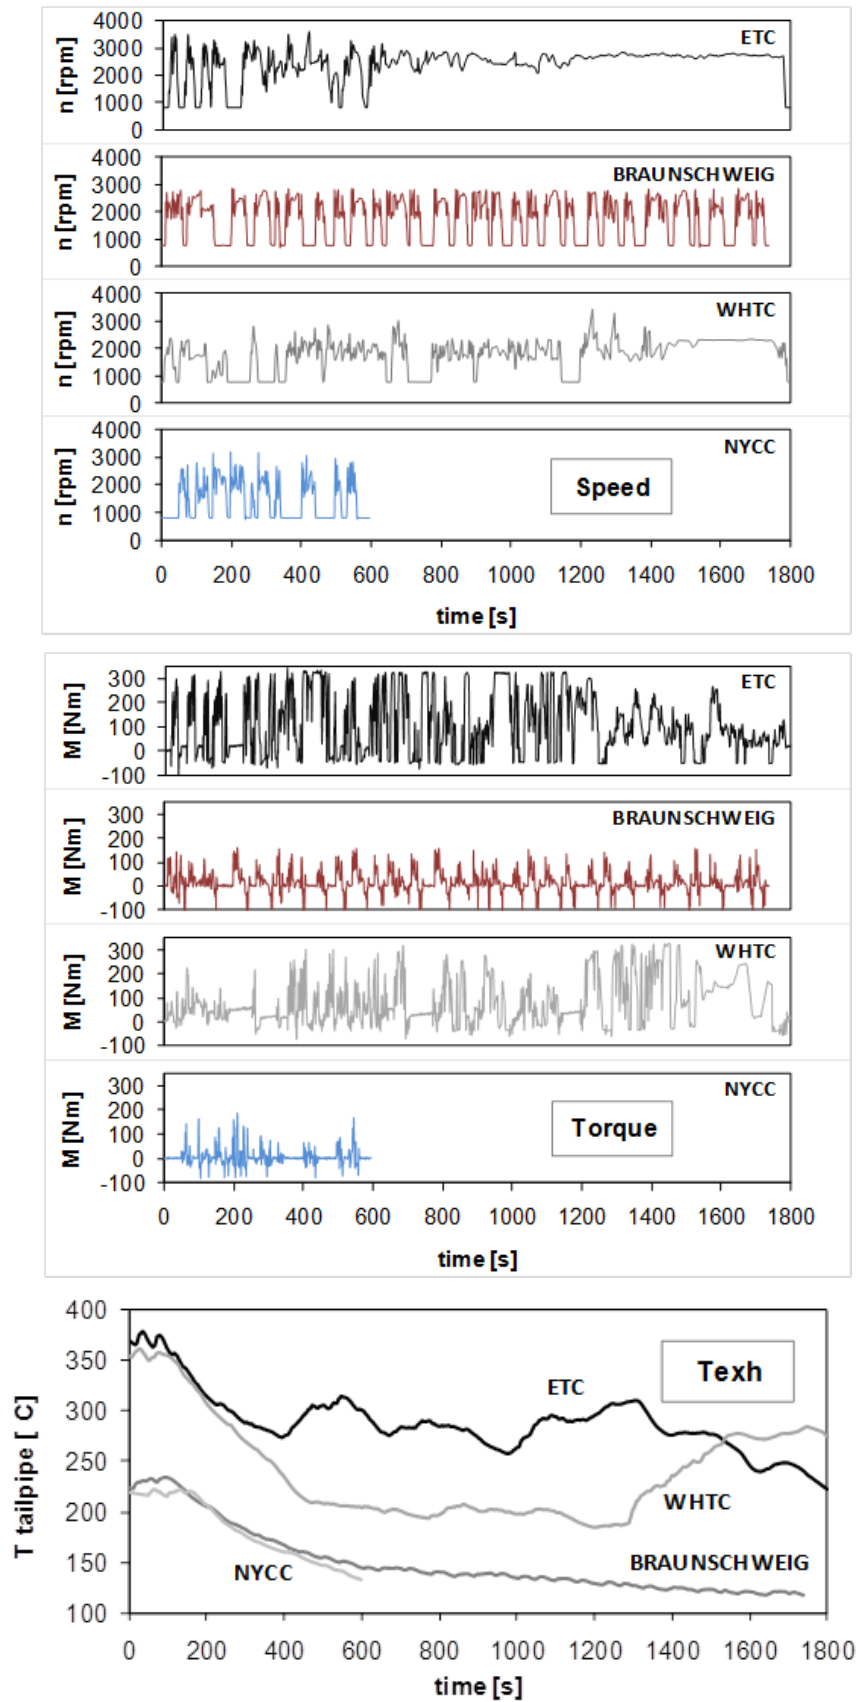 4000
ETC
3000
2000
1000
0
n [rpm]
4000
BRAUNSCHWEIG
3000
2000
1000
0
n [rpm]
4000
WHTC
3000
2000
1000
0
n [rpm]
4000
NYCC
3000
2000
1000
0
n [rpm]
Speed
0 200 400 600 800 1000 1200 1400 1600 1800
time [s]
300
ETC
200
100
0
-100
M [Nm]
300
BRAUNSCHWEIG
200
100
0
-100
M [Nm]
300
WHTC
200
100
0
-100
M [Nm]
300
NYCC
200
100
0
-100
M [Nm]
Torque
0 200 400 600 800 1000 1200 1400 1600 1800
time [s]
400
350
300
250
200
150
100
T tailpipe [ C]
Texh
ETC
WHTC
BRAUNSCHWEIG
NYCC
0 200 400 600 800 1000 1200 1400 1600 1800
time [s]